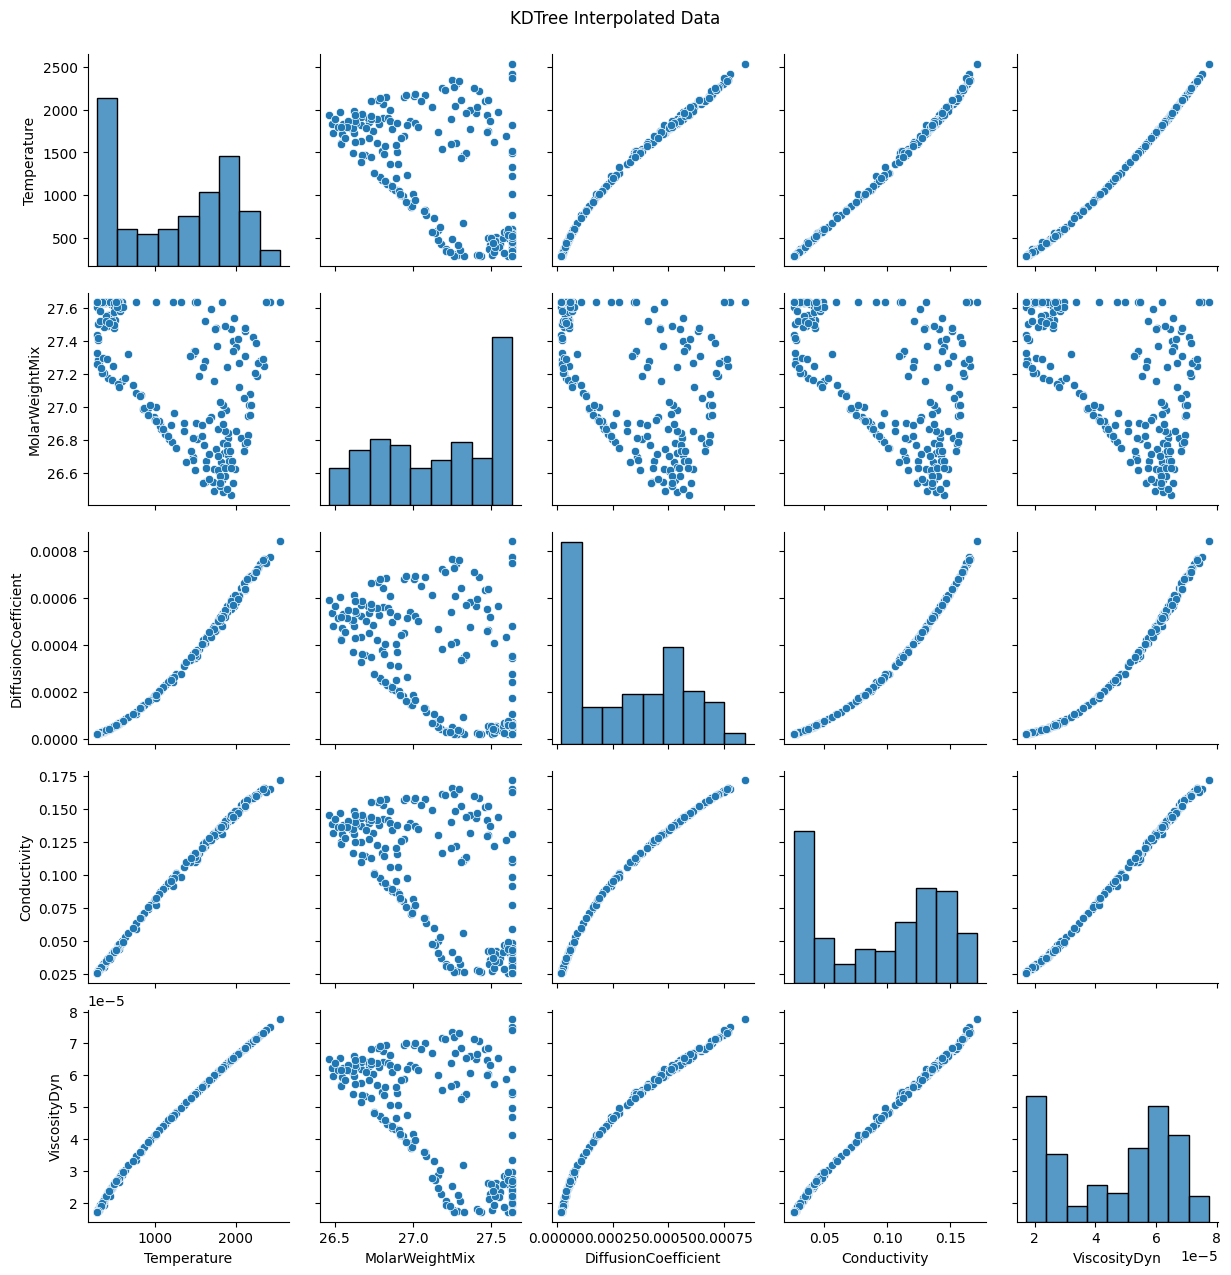 KDTree Interpolated Data
2500
2000
1500
1000
500
Temperature
27.6
27.4
27.2
27.0
26.8
26.6
MolarWeightMix
0.0008
0.0006
0.0004
0.0002
0.0000
DiffusionCoefficient
0.175
0.150
0.125
0.100
0.075
0.050
0.025
Conductivity
1e−5
8
7
6
5
4
3
2
ViscosityDyn
1000 2000
Temperature
26.5 27.0 27.5
MolarWeightMix
0.00000 0.00025 0.00050 0.00075
DiffusionCoefficient
0.05 0.10 0.15
Conductivity
2 4 6 8
1e−5
ViscosityDyn